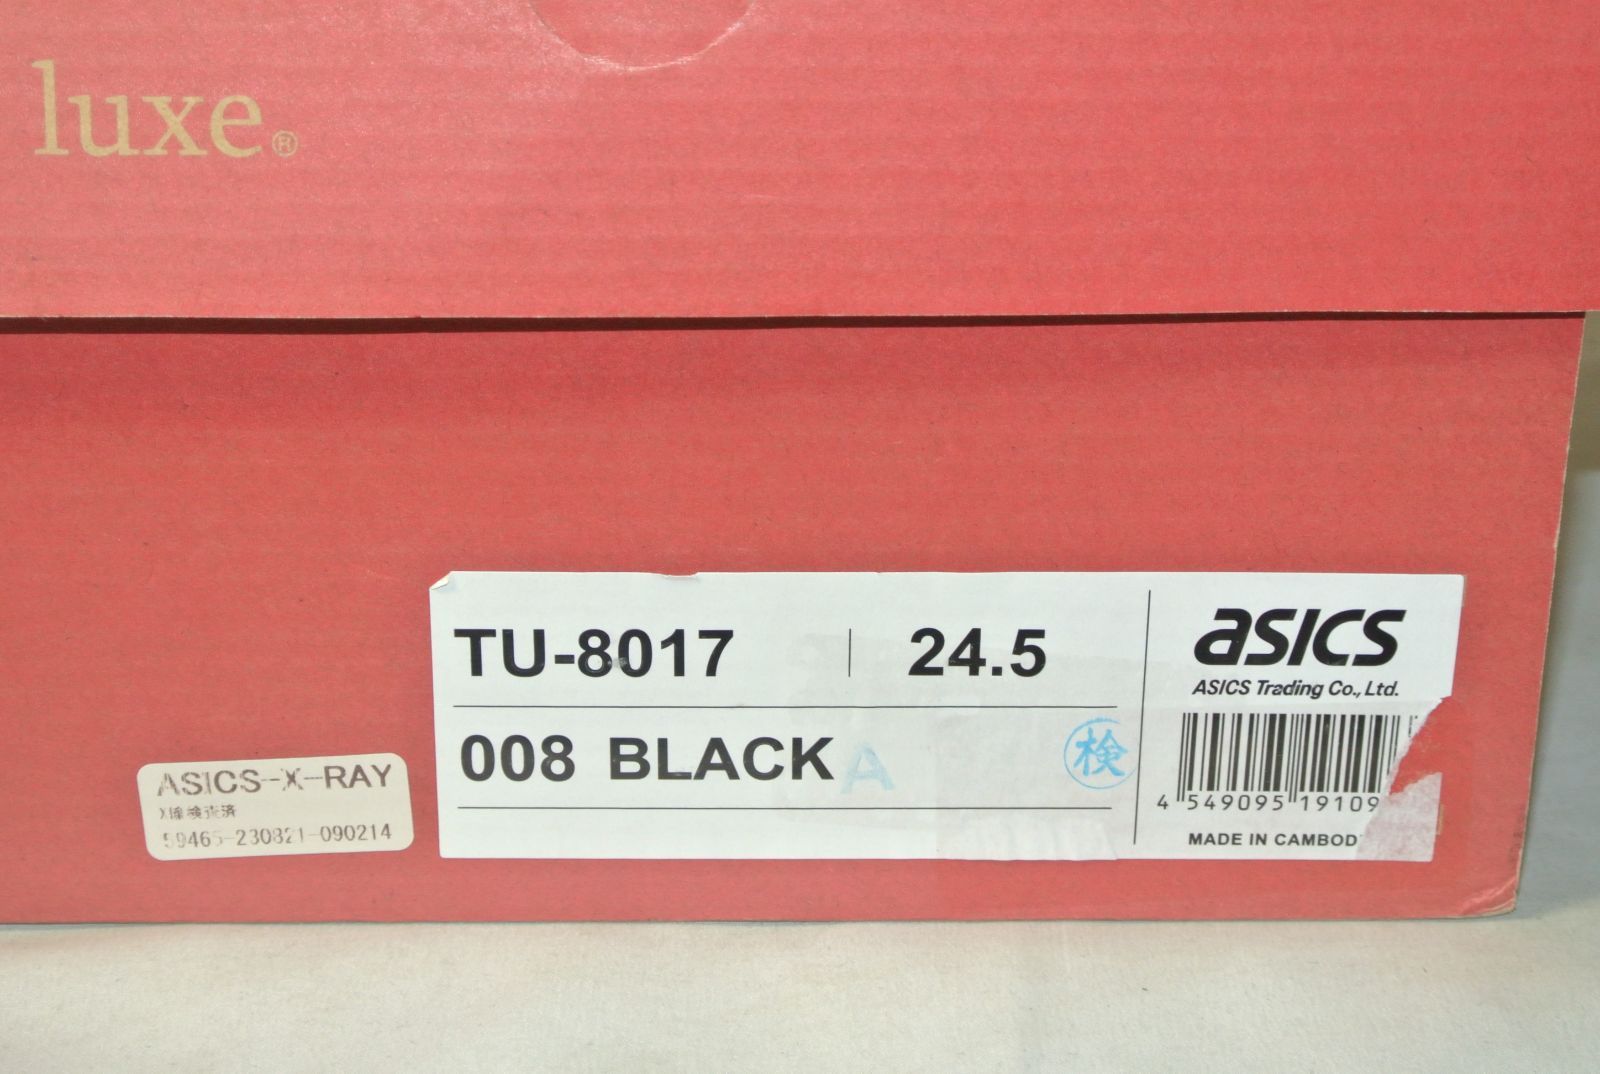 luxe®
TU-8017 | 24.5
008 BLACK A
検
asics
ASICS Trading Co., Ltd.
4 549095 19109
MADE IN CAMBOD
ASICS-X-RAY
X線検査済
59465-230821-090214